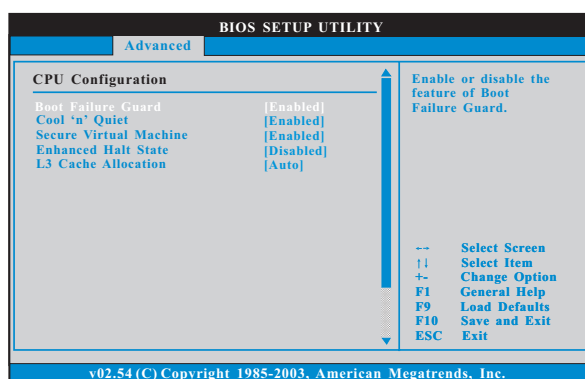 BIOS SETUP UTILITY
Advanced
CPU Configuration
Boot Failure Guard [Enabled]
Cool ‘n’ Quiet [Enabled]
Secure Virtual Machine [Enabled]
Enhanced Halt State [Disabled]
L3 Cache Allocation [Auto]
Enable or disable the
feature of Boot
Failure Guard.
←→ Select Screen
↑↓ Select Item
+- Change Option
F1 General Help
F9 Load Defaults
F10 Save and Exit
ESC Exit
v02.54 (C) Copyright 1985-2003, American Megatrends, Inc.